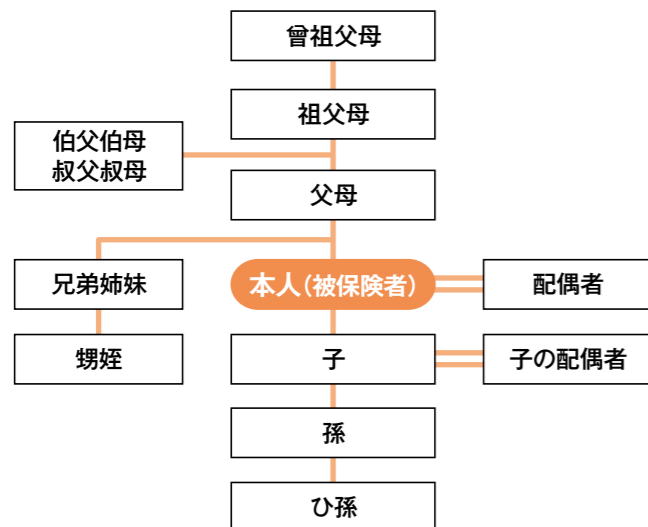 曾祖父母
祖父母
伯父伯母
叔父叔母
父母
兄弟姉妹
本人(被保険者)
配偶者
甥姪
子
子の配偶者
孫
ひ孫